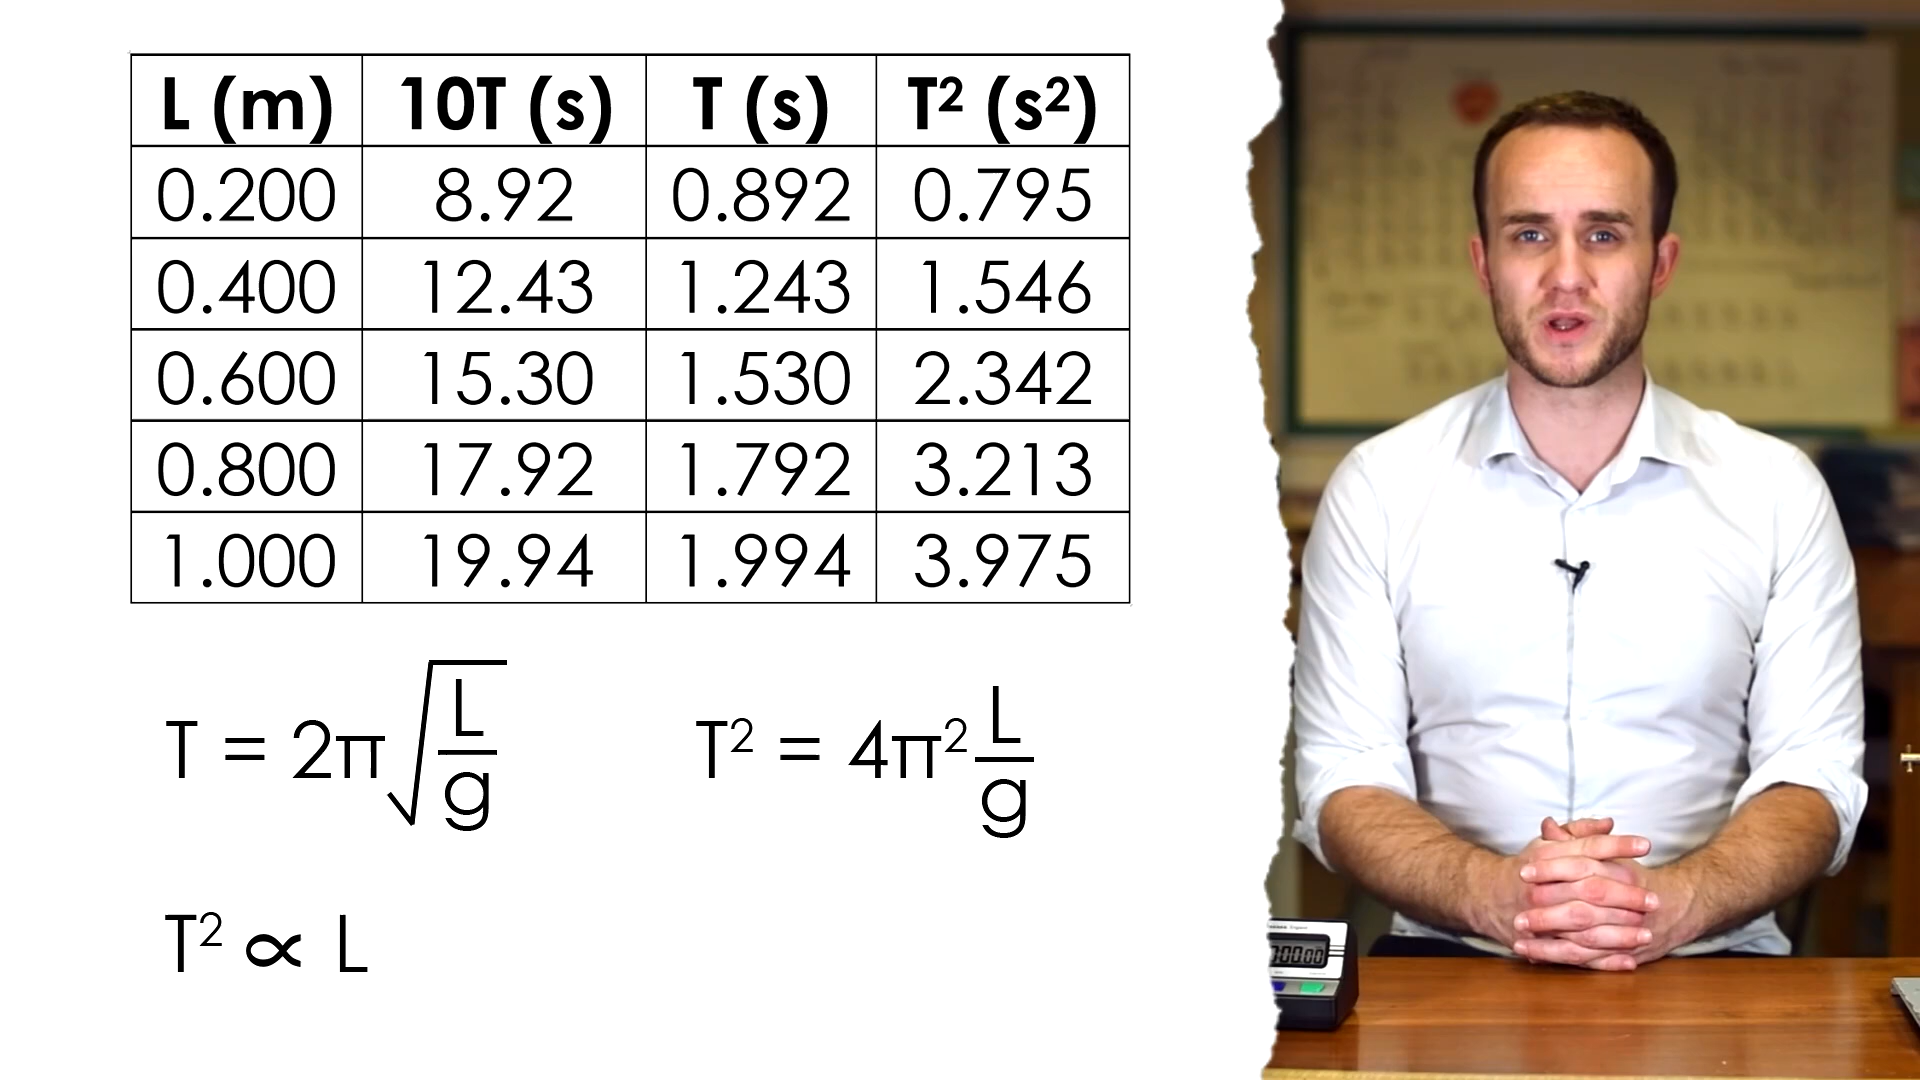 L (m) 10T (s) T (s) T² (s²)
0.200 8.92 0.892 0.795
0.400 12.43 1.243 1.546
0.600 15.30 1.530 2.342
0.800 17.92 1.792 3.213
1.000 19.94 1.994 3.975
T = 2π√(L/g) T² = 4π² L/g
T² ∝ L
:00.00